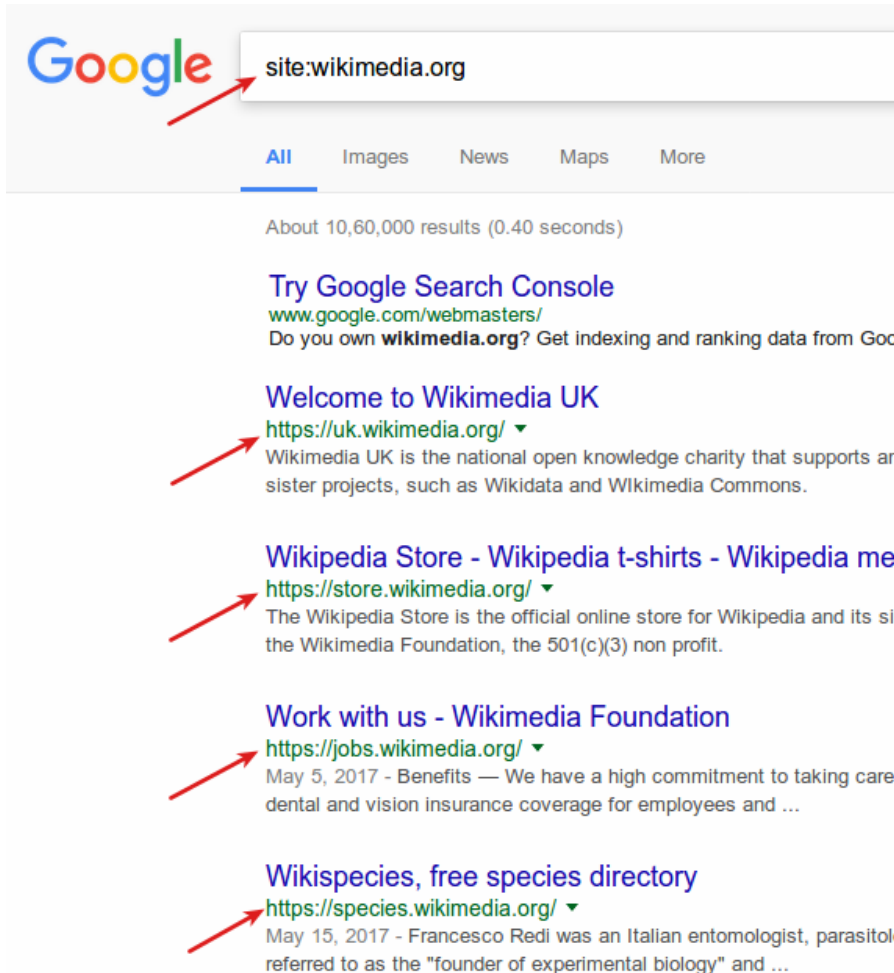 Google
site:wikimedia.org
All Images News Maps More
About 10,60,000 results (0.40 seconds)
Try Google Search Console
www.google.com/webmasters/
Do you own wikimedia.org? Get indexing and ranking data from Goo
Welcome to Wikimedia UK
https://uk.wikimedia.org/
Wikimedia UK is the national open knowledge charity that supports an
sister projects, such as Wikidata and WIkimedia Commons.
Wikipedia Store - Wikipedia t-shirts - Wikipedia me
https://store.wikimedia.org/
The Wikipedia Store is the official online store for Wikipedia and its si
the Wikimedia Foundation, the 501(c)(3) non profit.
Work with us - Wikimedia Foundation
https://jobs.wikimedia.org/
May 5, 2017 - Benefits — We have a high commitment to taking care
dental and vision insurance coverage for employees and ...
Wikispecies, free species directory
https://species.wikimedia.org/
May 15, 2017 - Francesco Redi was an Italian entomologist, parasitol
referred to as the "founder of experimental biology" and ...